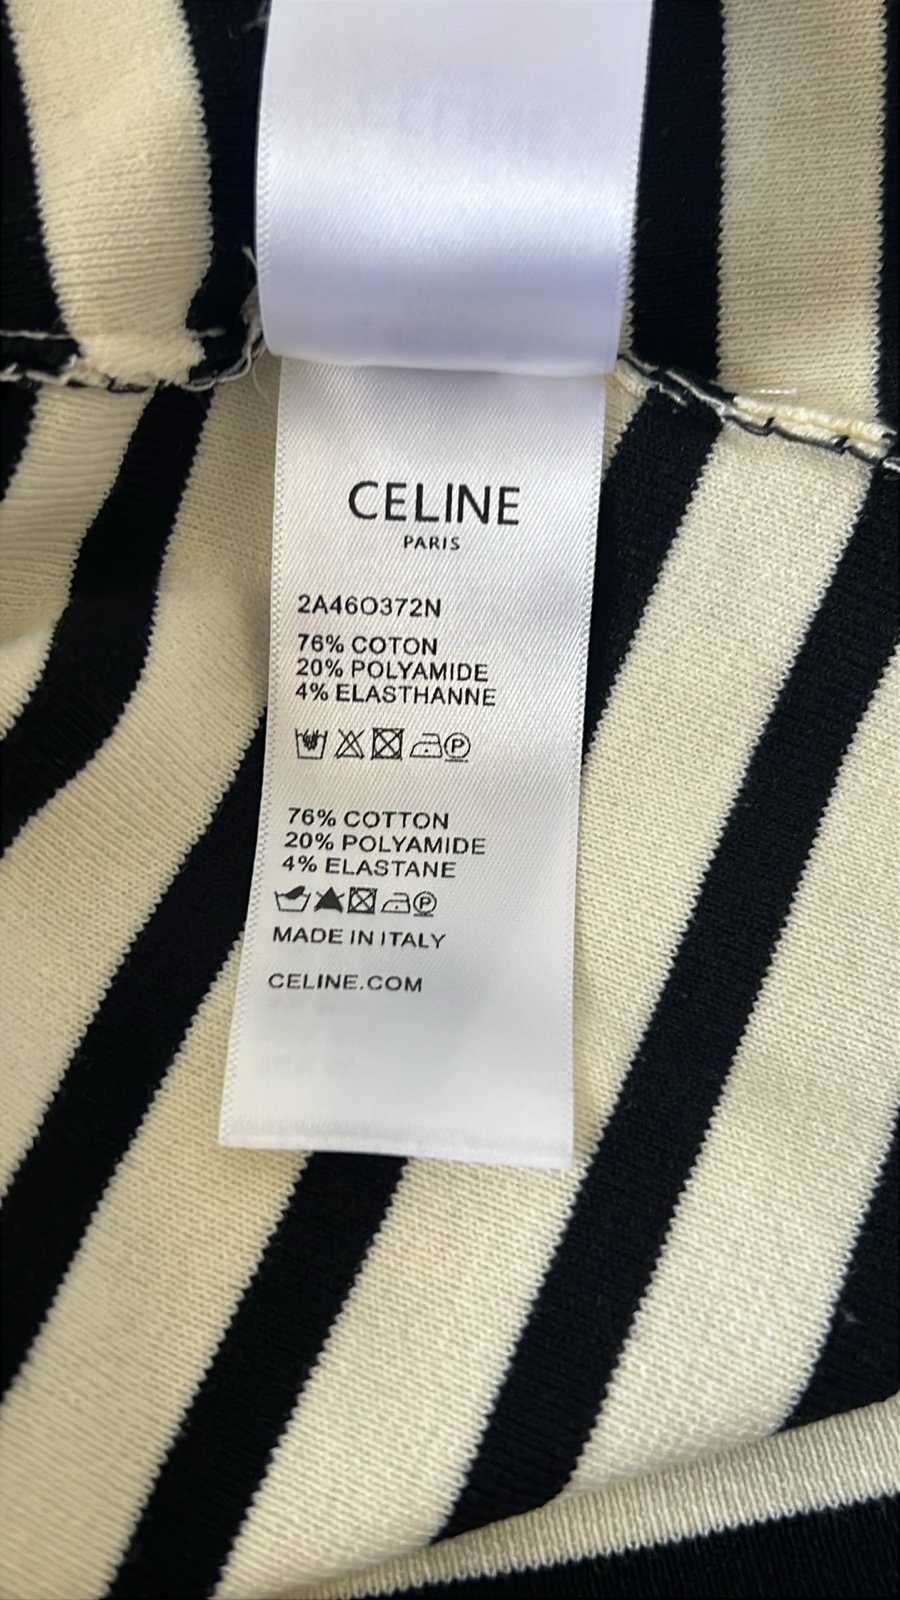 CELINE
PARIS
2A46O372N
76% COTON
20% POLYAMIDE
4% ELASTHANNE
P
76% COTTON
20% POLYAMIDE
4% ELASTANE
P
MADE IN ITALY
CELINE.COM